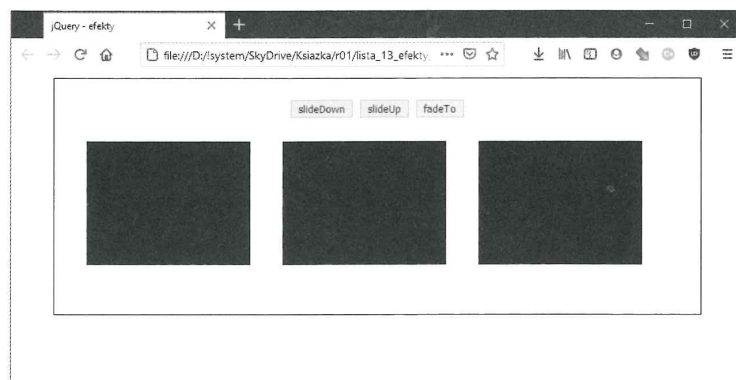 jQuery - efekty
file:///D:/!system/SkyDrive/Ksiazka/r01/lista_13_efekty.
slideDown slideUp fadeTo